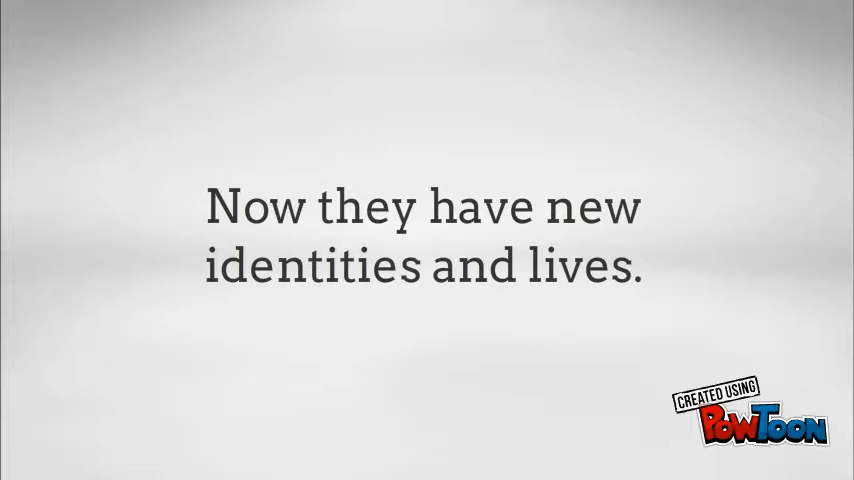 Now they have new
identities and lives.
CREATED USING
POWTOON